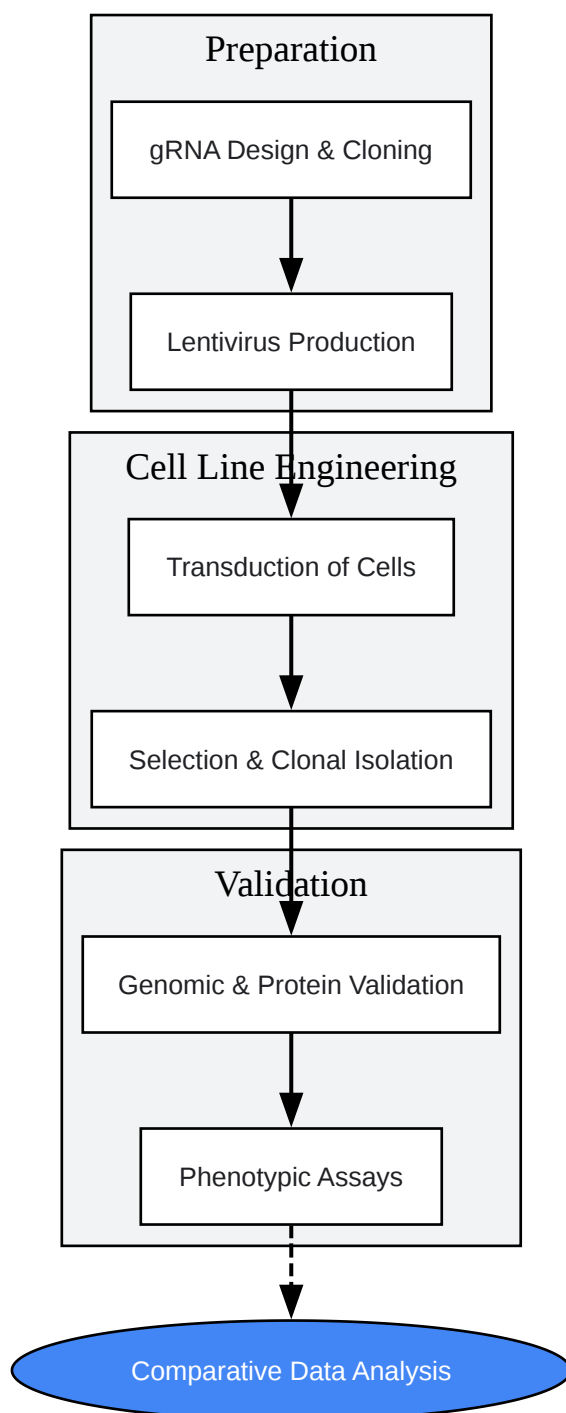 Preparation
gRNA Design & Cloning
Lentivirus Production
Cell Line Engineering
Transduction of Cells
Selection & Clonal Isolation
Validation
Genomic & Protein Validation
Phenotypic Assays
Comparative Data Analysis